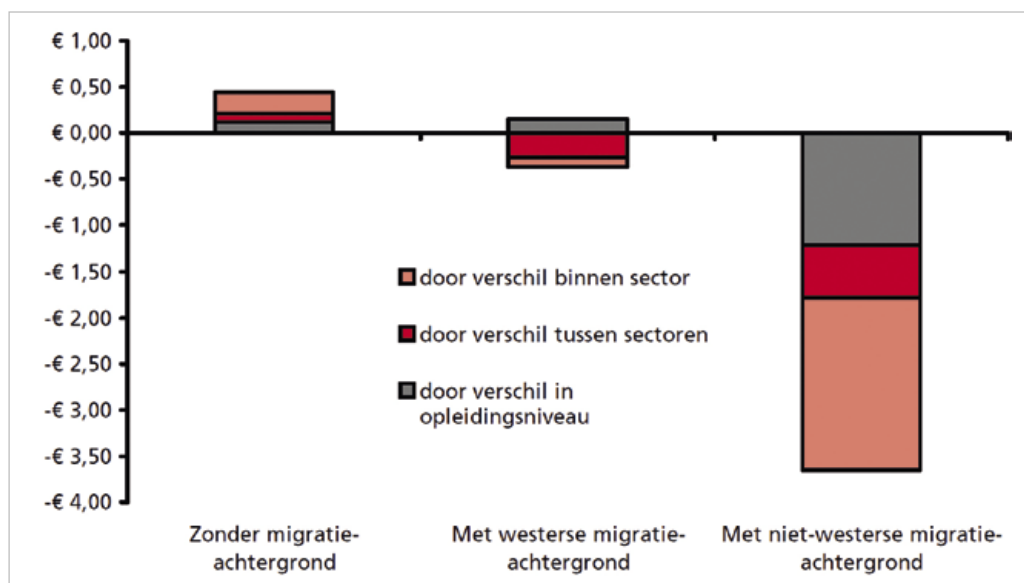 € 1,00
€ 0,50
€ 0,00
-€ 0,50
-€ 1,00
-€ 1,50
-€ 2,00
-€ 2,50
-€ 3,00
-€ 3,50
-€ 4,00
door verschil binnen sector
door verschil tussen sectoren
door verschil in
opleidingsniveau
Zonder migratie-
achtergrond
Met westerse migratie-
achtergrond
Met niet-westerse migratie-
achtergrond